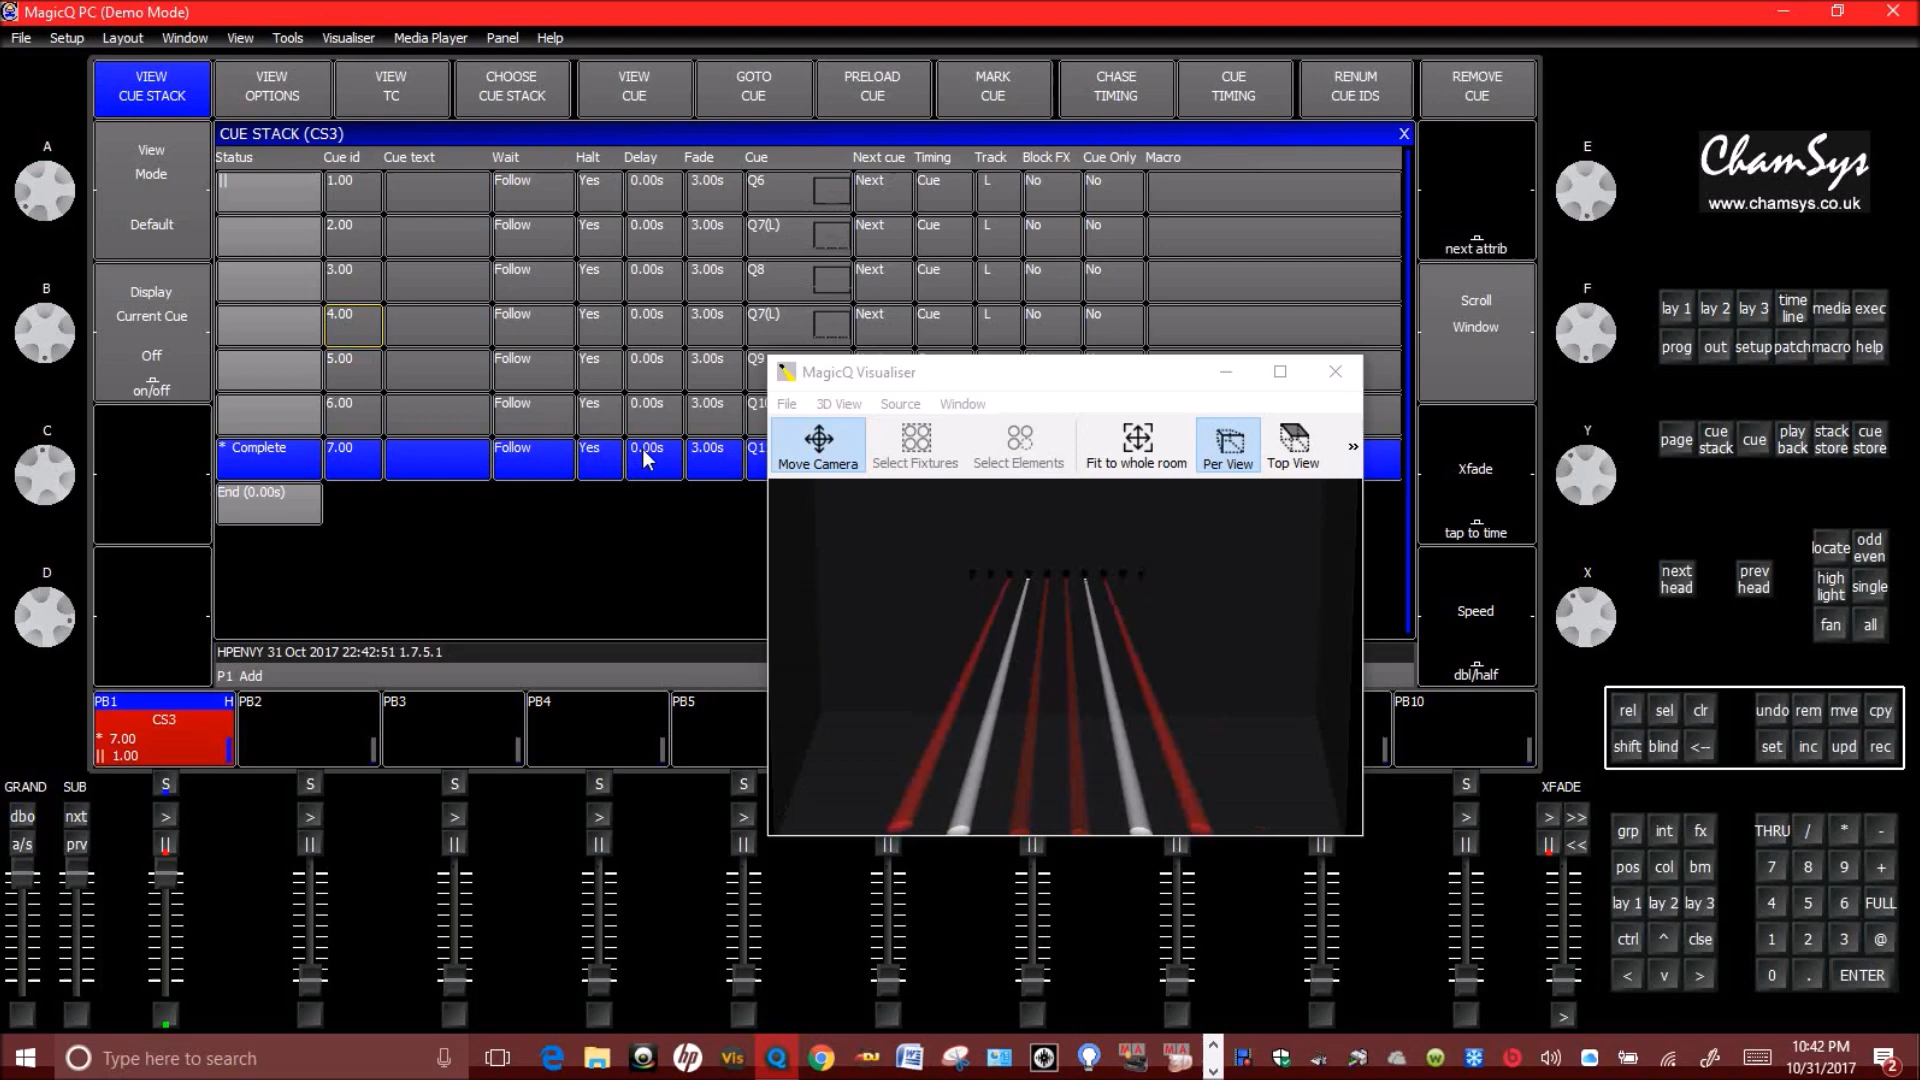 MagicQ PC (Demo Mode)
File Setup Layout Window View Tools Visualiser Media Player Panel Help
VIEW CUE STACK
VIEW OPTIONS
VIEW TC
CHOOSE CUE STACK
VIEW CUE
GOTO CUE
PRELOAD CUE
MARK CUE
CHASE TIMING
CUE TIMING
RENUM CUE IDS
REMOVE CUE
CUE STACK (CS3) X
Status Cue id Cue text Wait Halt Delay Fade Cue Next cue Timing Track Block FX Cue Only Macro
|| 1.00 Follow Yes 0.00s 3.00s Q6 Next Cue L No No
2.00 Follow Yes 0.00s 3.00s Q7(L) Next Cue L No No
3.00 Follow Yes 0.00s 3.00s Q8 Next Cue L No No
4.00 Follow Yes 0.00s 3.00s Q7(L) Next Cue L No No
5.00 Follow Yes 0.00s 3.00s Q9
6.00 Follow Yes 0.00s 3.00s
* Complete 7.00 Follow Yes 0.00s 3.00s
End (0.00s)
HPENVY 31 Oct 2017 22:42:51 1.7.5.1
P1 Add
A
View
Mode
Default
B
Display
Current Cue
Off
on/off
C
D
E
next attrib
F
Scroll
Window
Y
Xfade
tap to time
X
Speed
dbl/half
ChamSys
www.chamsys.co.uk
MagicQ Visualiser
File 3D View Source Window
Move Camera Select Fixtures Select Elements Fit to whole room Per View Top View »
lay 1 lay 2 lay 3 time line media exec
prog out setup patch macro help
page cue stack cue play back stack store cue store
locate odd even
next head prev head high light single
fan all
rel sel clr undo rem mve cpy
shift blind <-- set inc upd rec
PB1 H
CS3
* 7.00
|| 1.00
PB2 PB3 PB4 PB5 PB10
GRAND SUB S S S S S S XFADE
dbo nxt > > > > > > > >>
a/s prv || || || || || || || || || || || <<
>
grp int fx THRU / * -
pos col bm 7 8 9 +
lay 1 lay 2 lay 3 4 5 6 FULL
ctrl ^ clse 1 2 3 @
< v > 0 . ENTER
Type here to search
10:42 PM
10/31/2017
hp Vis DJ
2